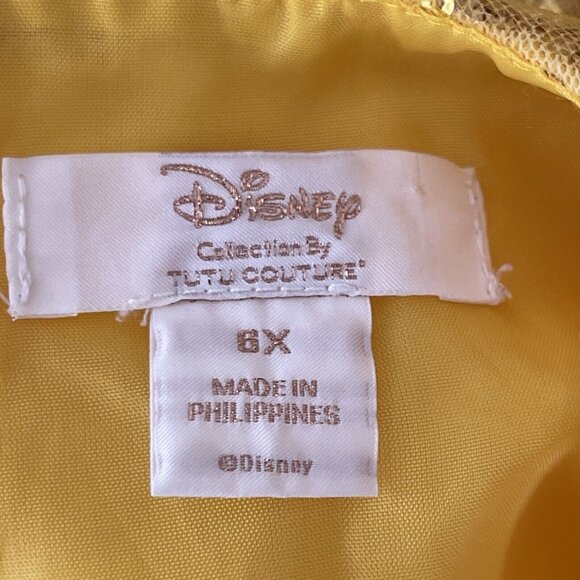 Disney
Collection By
TUTU COUTURE®
6X
MADE IN
PHILIPPINES
©Disney